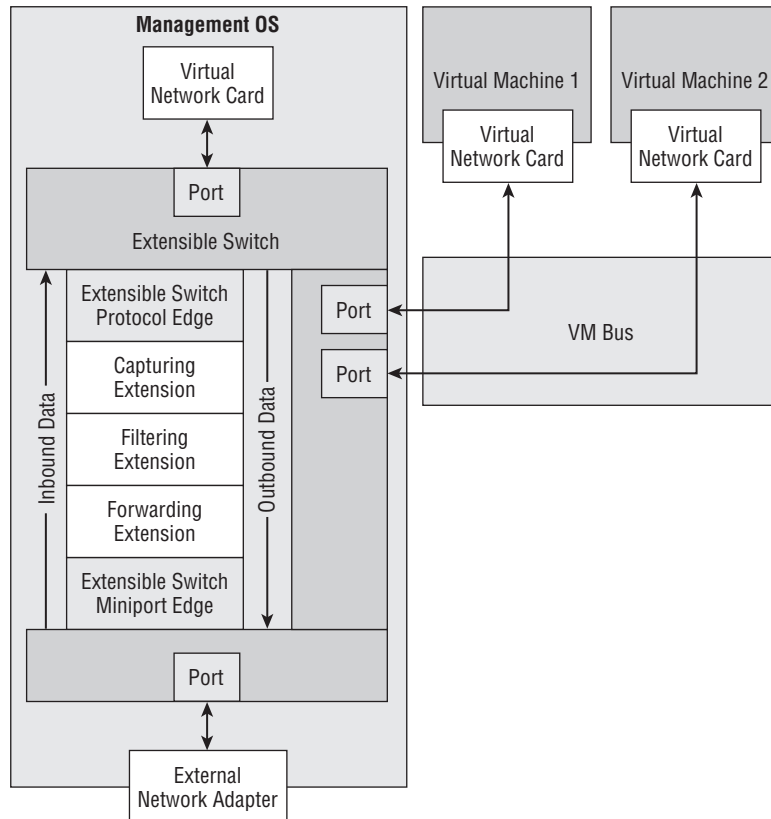 Management OS
Virtual
Network Card
Port
Extensible Switch
Extensible Switch
Protocol Edge
Capturing
Extension
Filtering
Extension
Forwarding
Extension
Extensible Switch
Miniport Edge
Inbound Data
Outbound Data
Port
Port
Port
External
Network Adapter
Virtual Machine 1
Virtual
Network Card
Virtual Machine 2
Virtual
Network Card
VM Bus